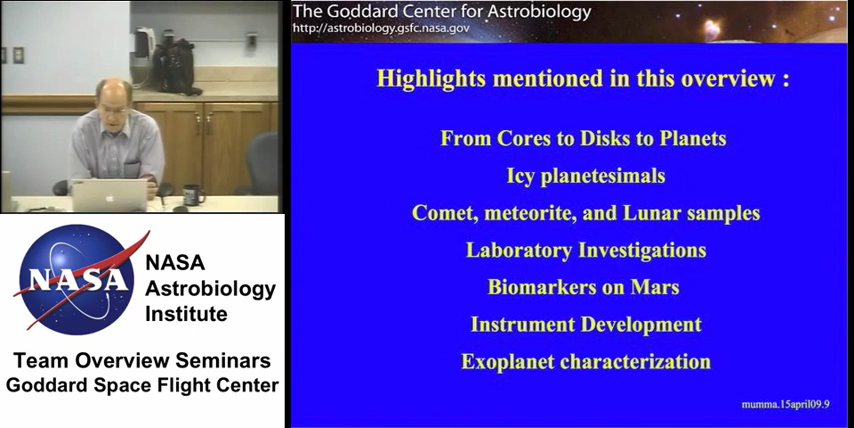 The Goddard Center for Astrobiology
http://astrobiology.gsfc.nasa.gov
Highlights mentioned in this overview :
From Cores to Disks to Planets
Icy planetesimals
Comet, meteorite, and Lunar samples
Laboratory Investigations
Biomarkers on Mars
Instrument Development
Exoplanet characterization
mumma.15april09.9
NASA
NASA
Astrobiology
Institute
Team Overview Seminars
Goddard Space Flight Center